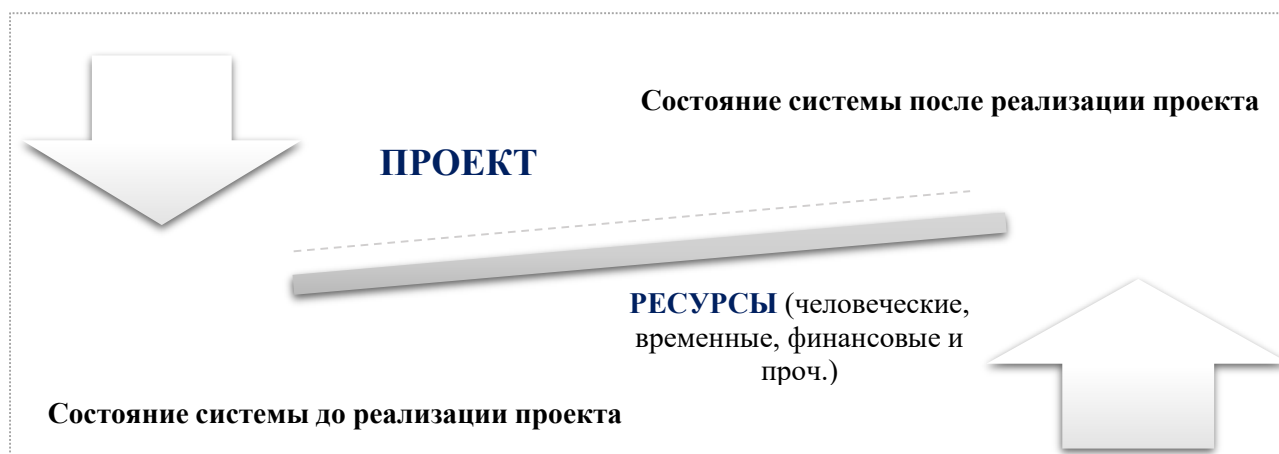 Состояние системы после реализации проекта
ПРОЕКТ
РЕСУРСЫ (человеческие,
временные, финансовые и
проч.)
Состояние системы до реализации проекта